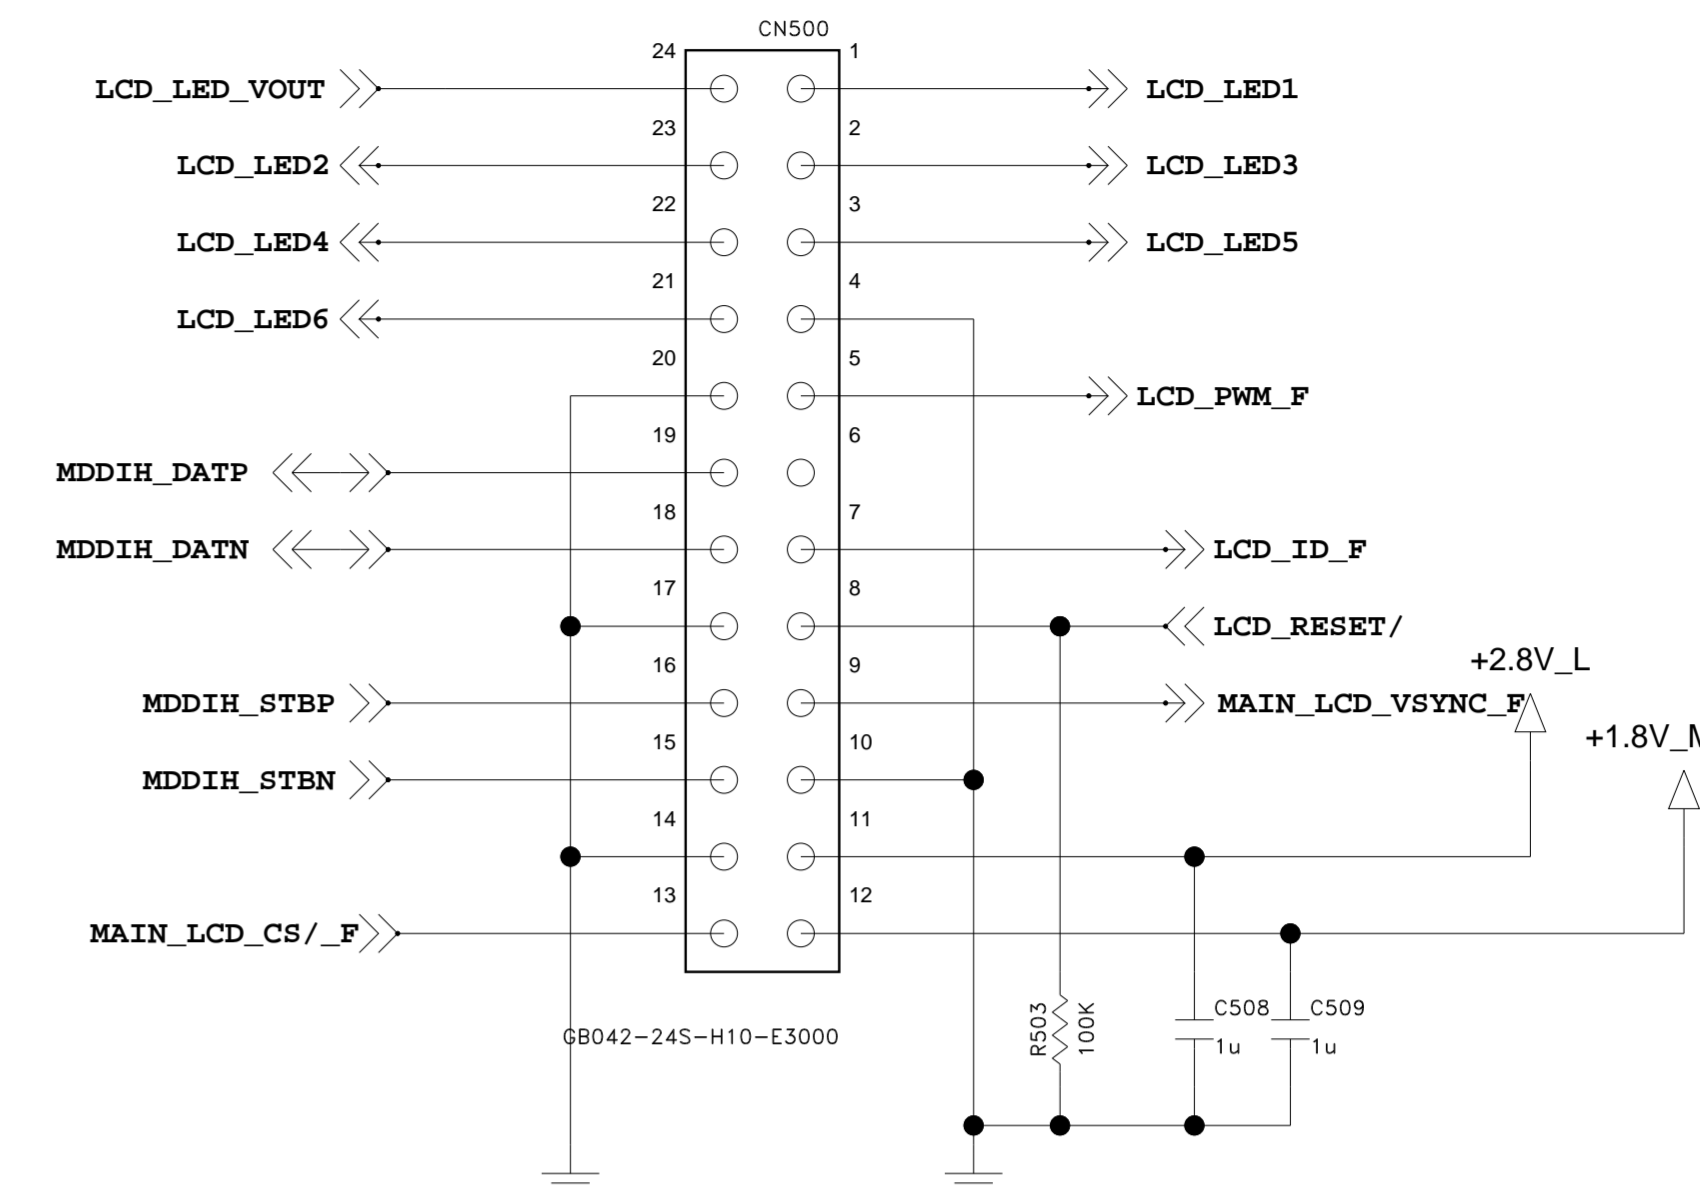 CN500
24 1
LCD_LED_VOUT LCD_LED1
23 2
LCD_LED2 LCD_LED3
22 3
LCD_LED4 LCD_LED5
21 4
LCD_LED6
20 5
LCD_PWM_F
19 6
MDDIH_DATP
18 7
MDDIH_DATN LCD_ID_F
17 8
LCD_RESET/
+2.8V_L
16 9
MDDIH_STBP MAIN_LCD_VSYNC_F
+1.8V_M
15 10
MDDIH_STBN
14 11
13 12
MAIN_LCD_CS/_F
GB042-24S-H10-E3000
R503
100K
C508
1u
C509
1u